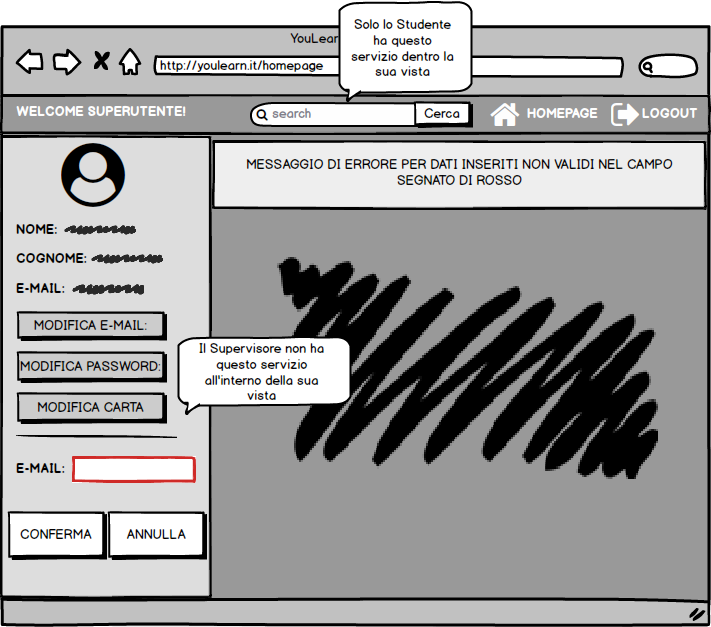 YouLear
Solo lo Studente
ha questo
servizio dentro la
sua vista
http://youlearn.it/homepage
WELCOME SUPERUTENTE!
search
Cerca
HOMEPAGE
LOGOUT
MESSAGGIO DI ERRORE PER DATI INSERITI NON VALIDI NEL CAMPO
SEGNATO DI ROSSO
NOME:
COGNOME:
E-MAIL:
MODIFICA E-MAIL:
MODIFICA PASSWORD:
MODIFICA CARTA
Il Supervisore non ha
questo servizio
all'interno della sua
vista
E-MAIL:
CONFERMA
ANNULLA